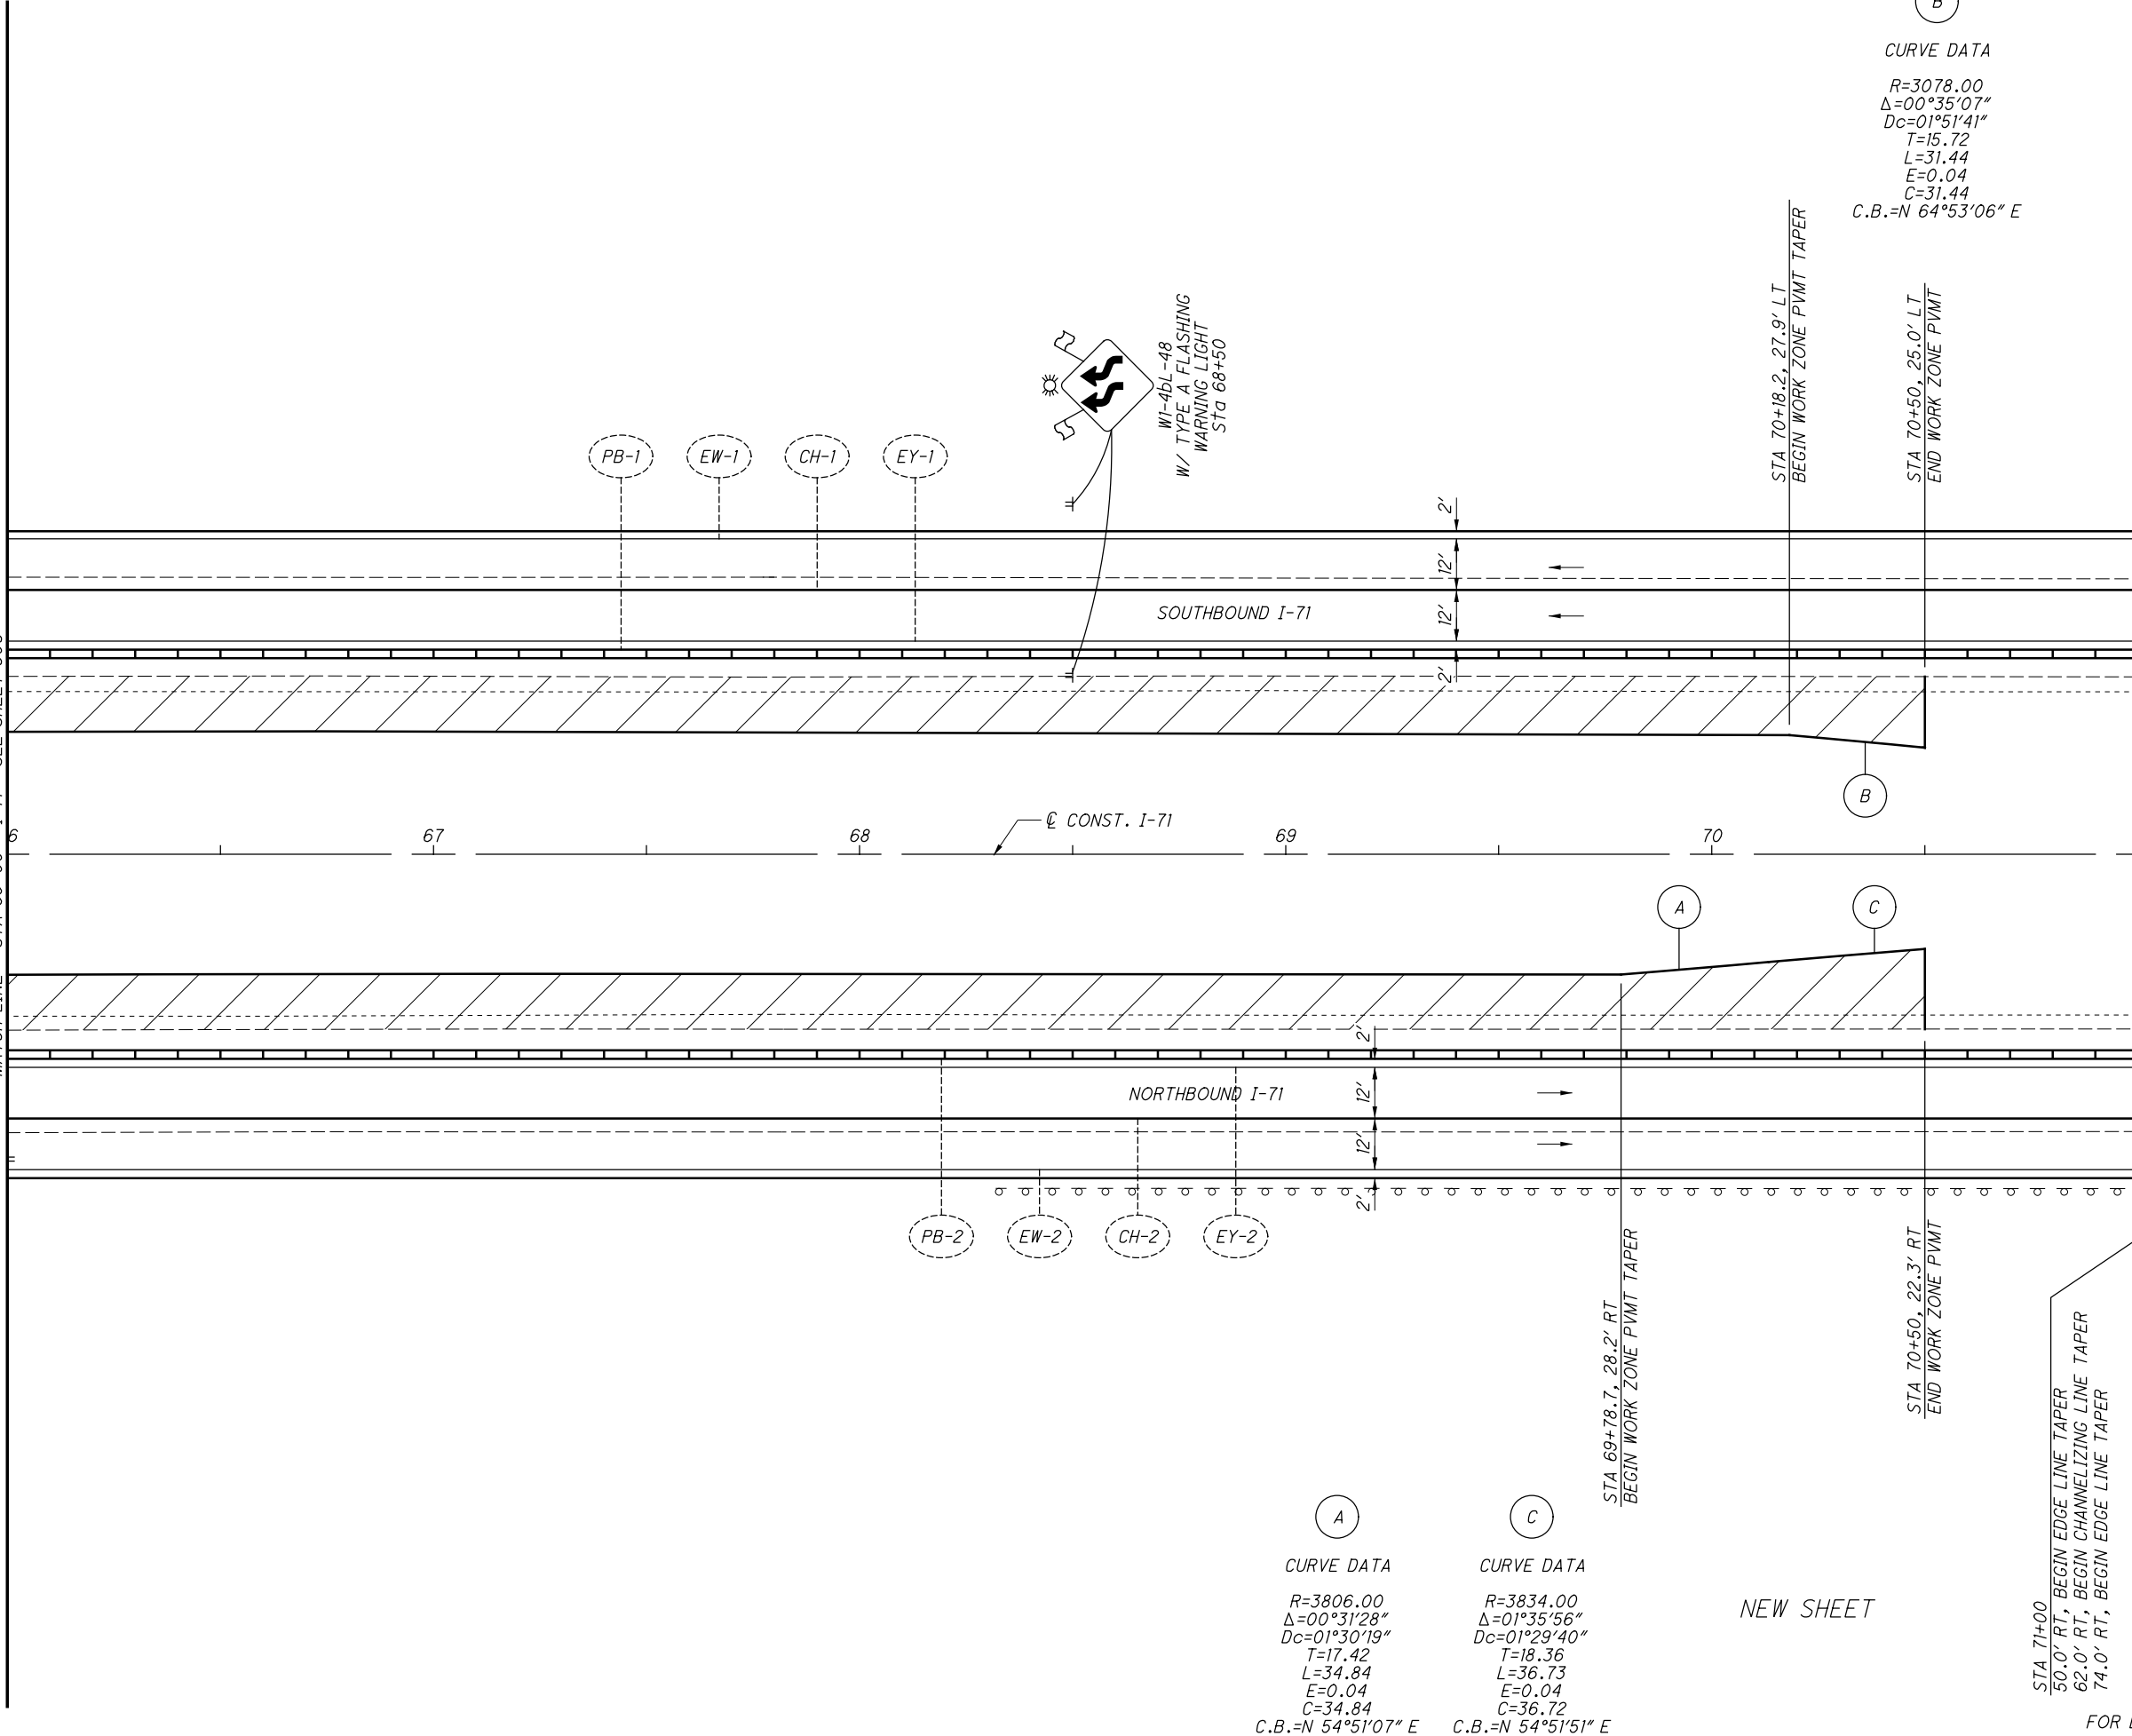 B
CURVE DATA
R=3078.00
Δ=00°35'07"
Dc=01°51'41"
T=15.72
L=31.44
E=0.04
C=31.44
C.B.=N 64°53'06" E
STA 70+18.2, 27.9' LT
BEGIN WORK ZONE PVMT TAPER
STA 70+50, 25.0' LT
END WORK ZONE PVMT
W1-4bL-48
W/ TYPE A FLASHING
WARNING LIGHT
Sta 68+50
PB-1
EW-1
CH-1
EY-1
2'
12'
12'
2'
SOUTHBOUND I-71
B
6
67
68
69
70
℄ CONST. I-71
A
C
2'
12'
12'
2'
NORTHBOUND I-71
PB-2
EW-2
CH-2
EY-2
STA 69+78.7, 28.2' RT
BEGIN WORK ZONE PVMT TAPER
STA 70+50, 22.3' RT
END WORK ZONE PVMT
STA 71+00
50.0' RT, BEGIN EDGE LINE TAPER
62.0' RT, BEGIN CHANNELIZING LINE TAPER
74.0' RT, BEGIN EDGE LINE TAPER
A
CURVE DATA
R=3806.00
Δ=00°31'28"
Dc=01°30'19"
T=17.42
L=34.84
E=0.04
C=34.84
C.B.=N 54°51'07" E
C
CURVE DATA
R=3834.00
Δ=01°35'56"
Dc=01°29'40"
T=18.36
L=36.73
E=0.04
C=36.72
C.B.=N 54°51'51" E
NEW SHEET
FOR